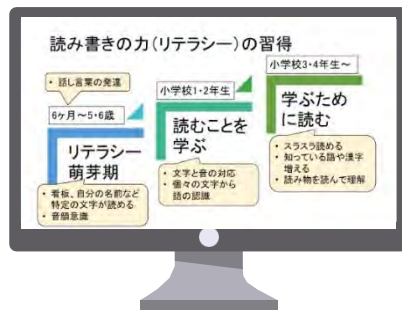 読み書きの力(リテラシー)の習得
・ 話し言葉の発達
6ヶ月~5・6歳
リテラシー
萌芽期
・ 看板、自分の名前など
特定の文字が読める
・ 音韻意識
小学校1・2年生
読むことを
学ぶ
・ 文字と音の対応
・ 個々の文字から
語の認識
小学校3・4年生~
学ぶため
に読む
・ スラスラ読める
・ 知っている語や漢字
増える
・ 読み物を読んで理解